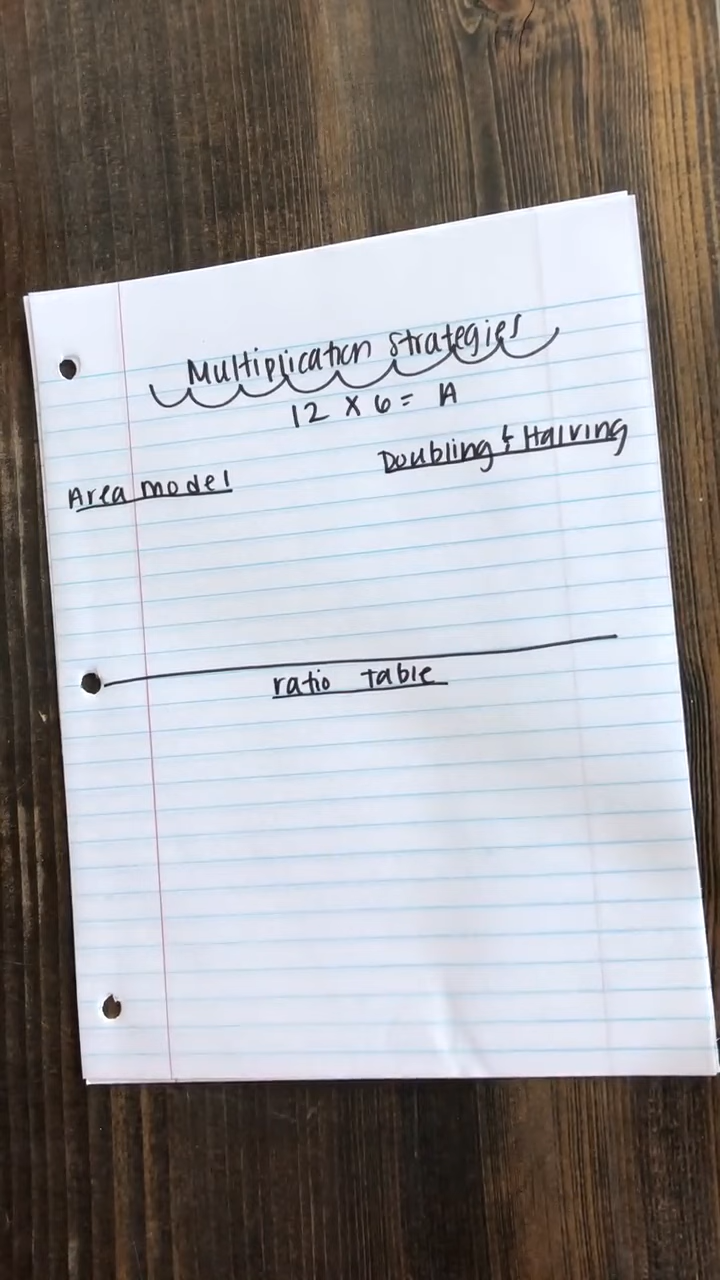 Multiplication Strategies
12 x 6 = A
Doubling & Halving
Area model
ratio table